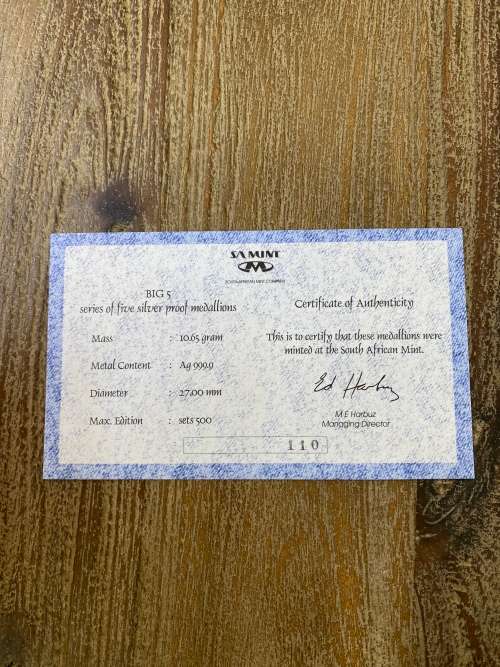 SA MINT
SOUTH AFRICAN MINT COMPANY
BIG 5
series of five silver proof medallions
Mass : 10.65 gram
Metal Content : Ag 999.9
Diameter : 27.00 mm
Max. Edition : sets 500
Certificate of Authenticity
This is to certify that these medallions were
minted at the South African Mint.
Ed Harbuz
M E Harbuz
Managing Director
110